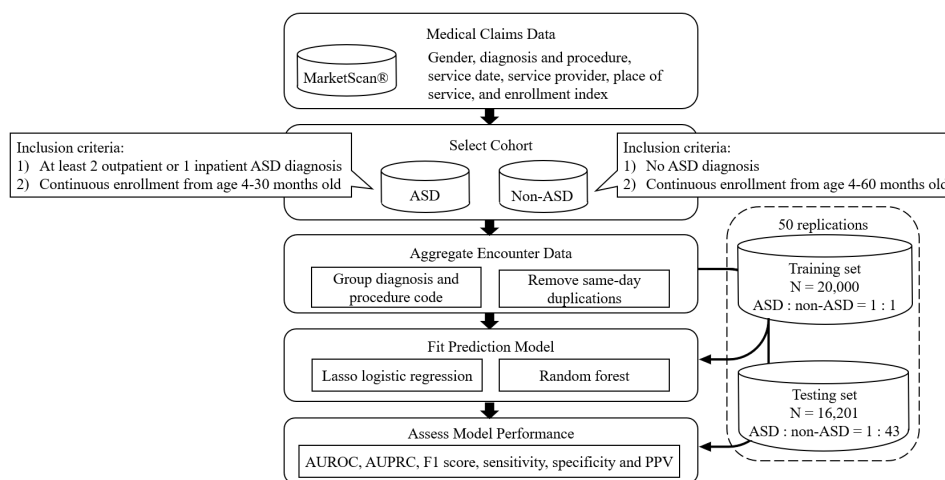 Medical Claims Data
MarketScan®
Gender, diagnosis and procedure,
service date, service provider, place of
service, and enrollment index
Select Cohort
Inclusion criteria:
1) At least 2 outpatient or 1 inpatient ASD diagnosis
2) Continuous enrollment from age 4-30 months old
ASD
Non-ASD
Inclusion criteria:
1) No ASD diagnosis
2) Continuous enrollment from age 4-60 months old
Aggregate Encounter Data
Group diagnosis and
procedure code
Remove same-day
duplications
50 replications
Training set
N = 20,000
ASD : non-ASD = 1 : 1
Fit Prediction Model
Lasso logistic regression
Random forest
Testing set
N = 16,201
ASD : non-ASD = 1 : 43
Assess Model Performance
AUROC, AUPRC, F1 score, sensitivity, specificity and PPV